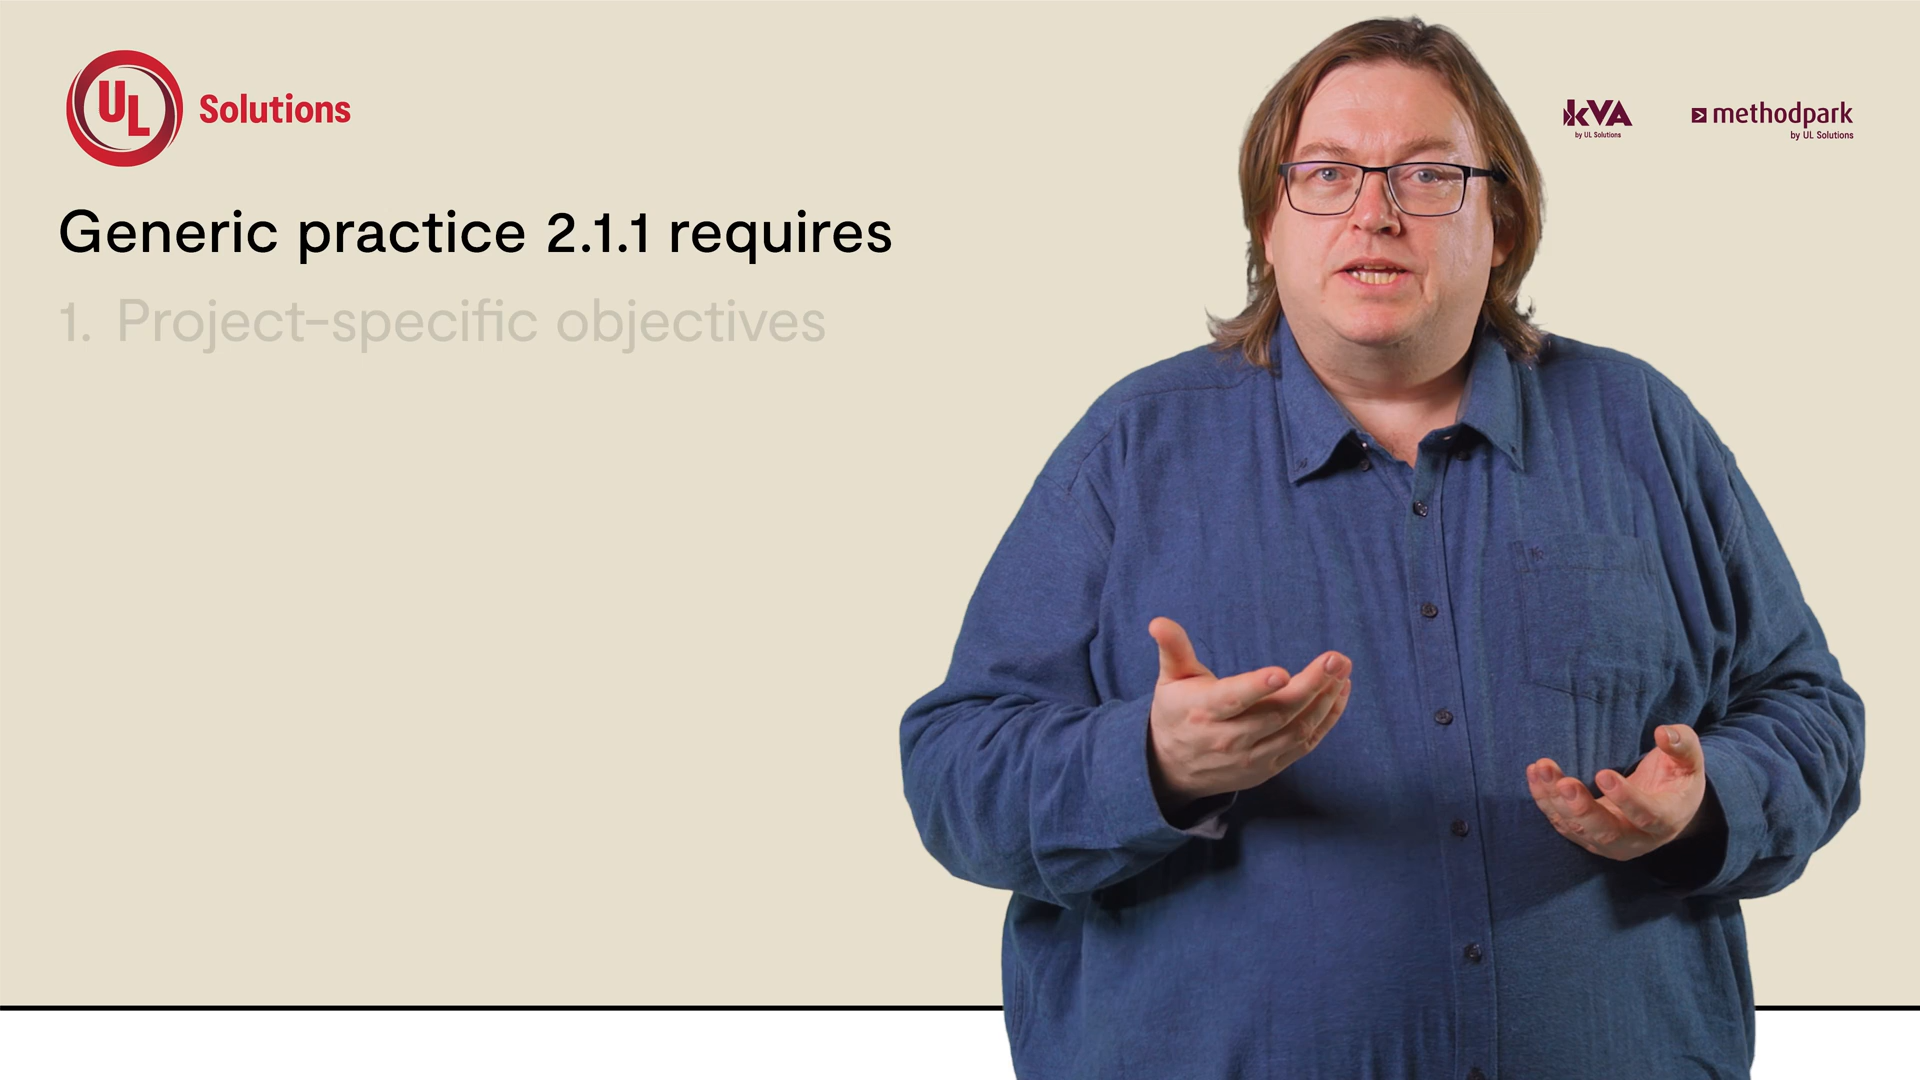 UL Solutions
kVA
by UL Solutions
methodpark
by UL Solutions
Generic practice 2.1.1 requires
1. Project-specific objectives